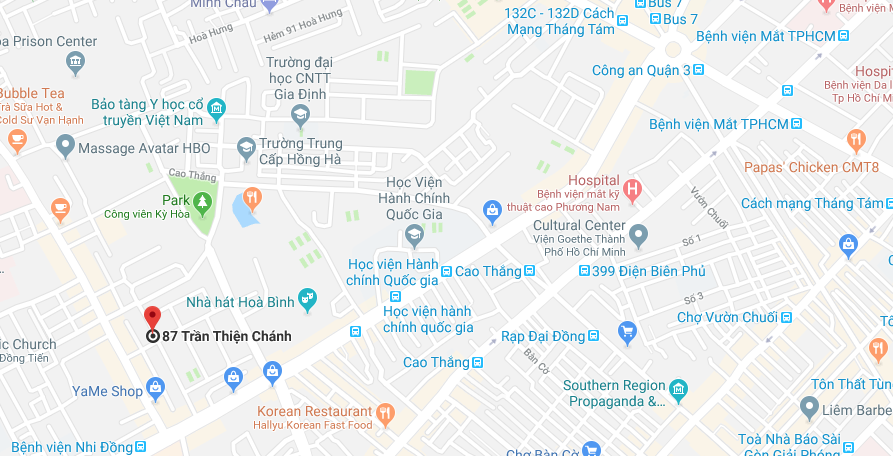 Minh Châu
Hoà Hưng
Hẻm 91 Hoà Hưng
132C - 132D Cách
Mạng Tháng Tám
Bus 7
Bus 7
Bệnh viện Mắt TPHCM
Prison Center
Trường đại
học CNTT
Gia Định
Công an Quận 3
Hospital
Bệnh viện Da l
Tp Hồ Chí Minh
Bubble Tea
Trà Sữa Hot &
Cold Sư Vạn Hạnh
Bảo tàng Y học cổ
truyền Việt Nam
Massage Avatar HBO
Trường Trung
Cấp Hồng Hà
Bệnh viện Mắt TPHCM
Papas' Chicken CMT8
Cao Thắng
Park
Công viên Kỳ Hòa
Học Viện
Hành Chính
Quốc Gia
Hospital
Bệnh viện mắt kỹ
thuật cao Phương Nam
Vườn Chuối
Cách mạng Tháng Tám
Cultural Center
Viện Goethe Thành
Phố Hồ Chí Minh
Số 1
Học viện Hành
chính Quốc gia
Cao Thắng
399 Điện Biên Phủ
Nhà hát Hoà Bình
Học viện hành
chính quốc gia
Số 3
Chợ Vườn Chuối
87 Trần Thiện Chánh
Rạp Đại Đồng
ic Church
Đồng Tiến
Bàn Cờ
Cao Thắng
YaMe Shop
Southern Region
Propaganda &...
Tôn Thất Tùn
Korean Restaurant
Hallyu Korean Fast Food
Liêm Barber
Bệnh viện Nhi Đồng
Chợ Bàn Cờ
Toà Nhà Báo Sài
Gòn Giải Phóng